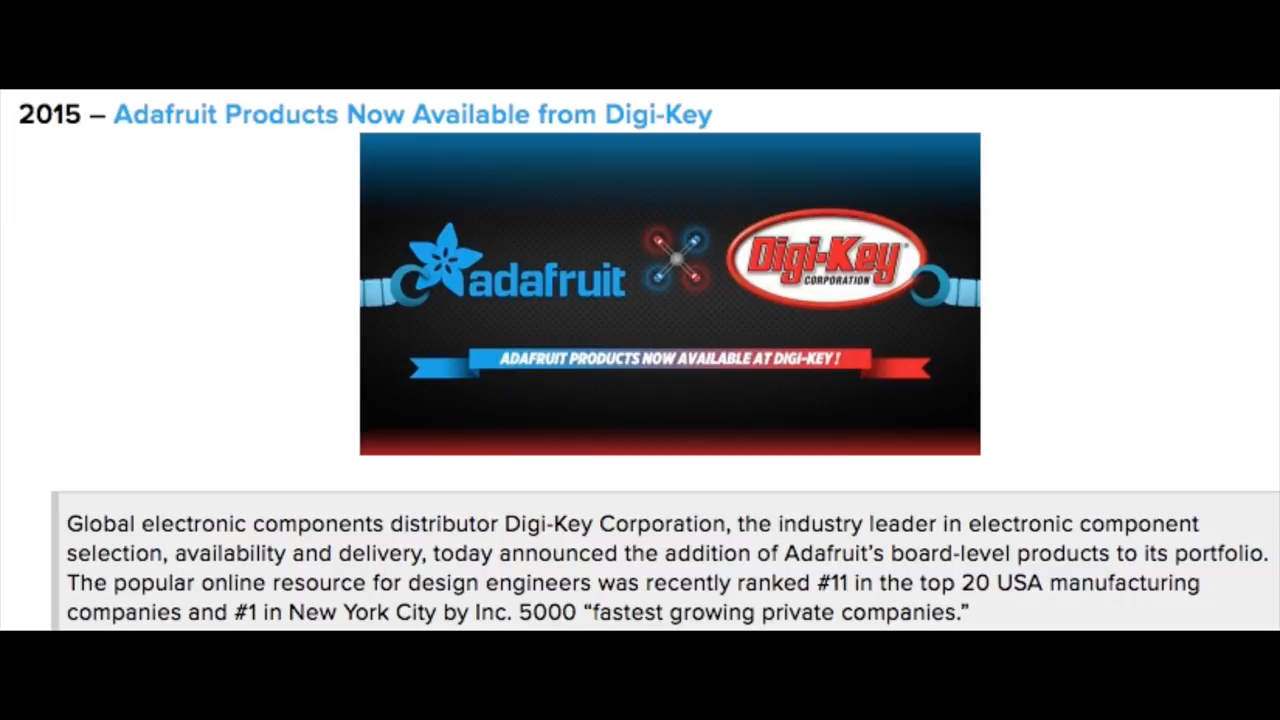 2015 – Adafruit Products Now Available from Digi-Key
adafruit
Digi-Key
CORPORATION
ADAFRUIT PRODUCTS NOW AVAILABLE AT DIGI-KEY!
Global electronic components distributor Digi-Key Corporation, the industry leader in electronic component
selection, availability and delivery, today announced the addition of Adafruit’s board-level products to its portfolio.
The popular online resource for design engineers was recently ranked #11 in the top 20 USA manufacturing
companies and #1 in New York City by Inc. 5000 “fastest growing private companies.”